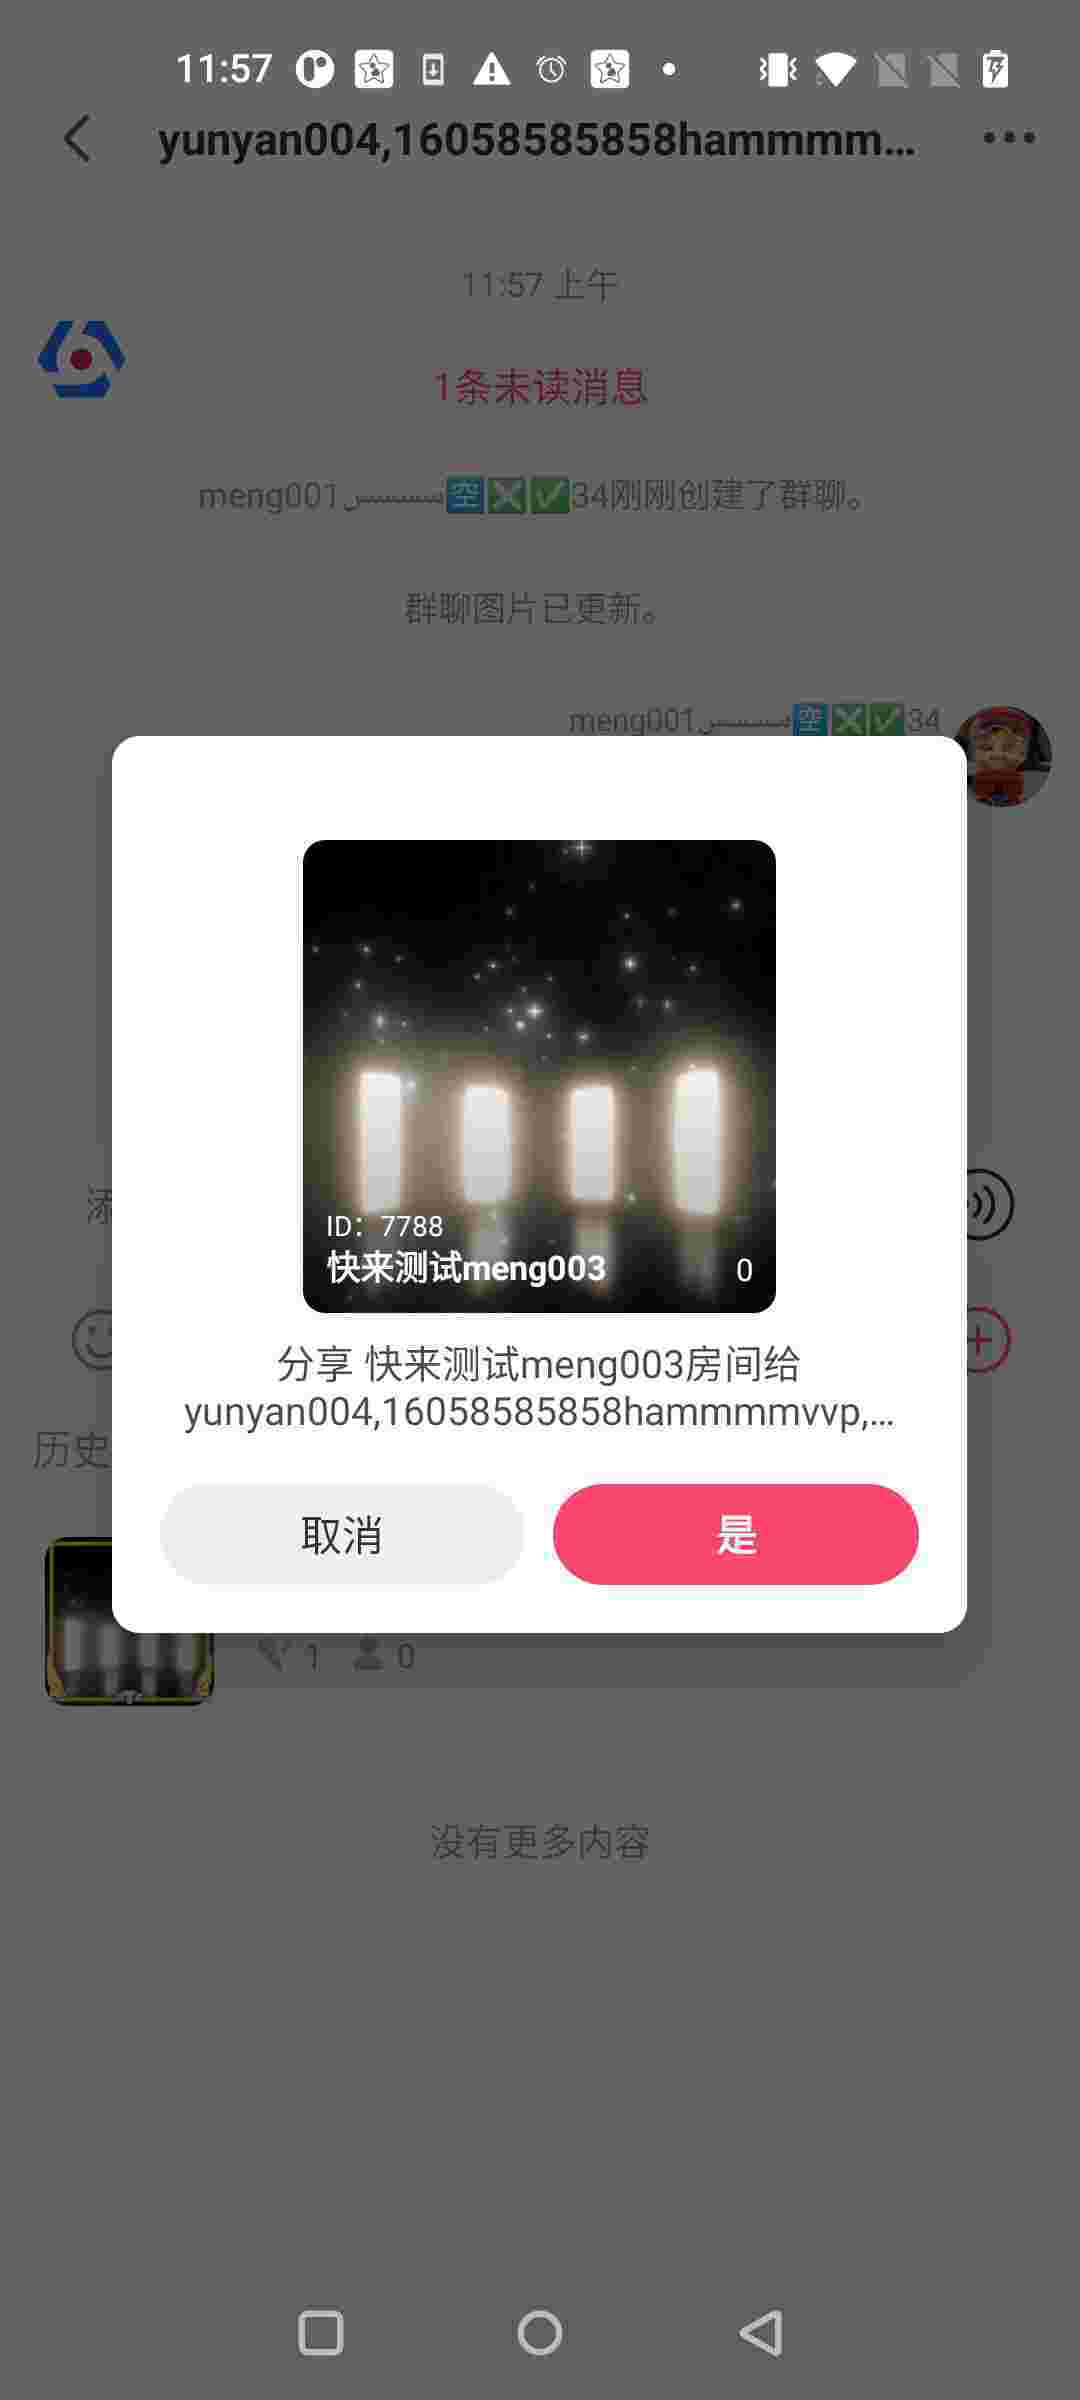 11:57
yunyan004,16058585858hammmm...
11:57 上午
1条未读消息
meng001سسسسس🈳❎✅34刚刚创建了群聊。
群聊图片已更新。
meng001سسسسس🈳❎✅34
ID：7788
快来测试meng003
0
分享 快来测试meng003房间给
yunyan004,16058585858hammmmvvp,...
历史
取消
是
1
0
没有更多内容